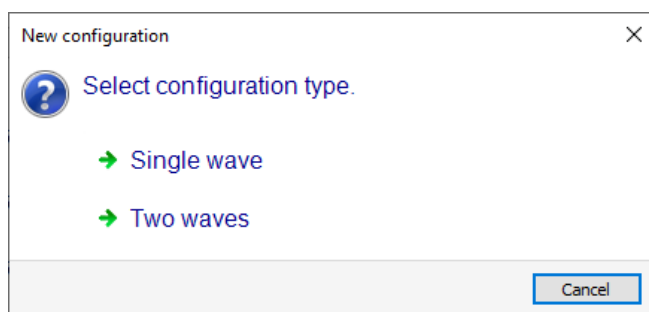 New configuration
Select configuration type.
Single wave
Two waves
Cancel